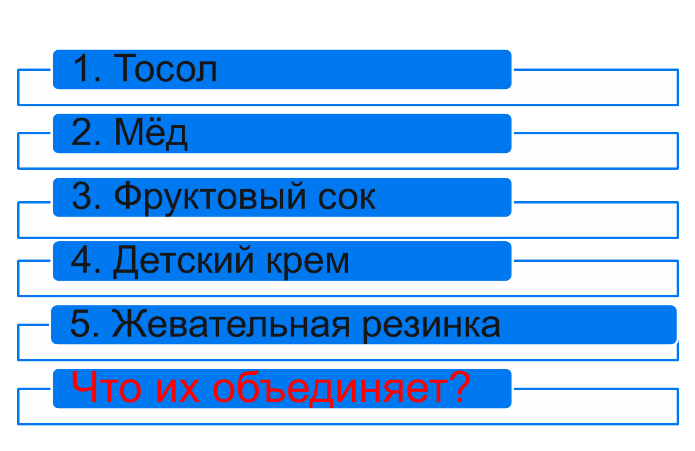 1. Тосол
2. Мёд
3. Фруктовый сок
4. Детский крем
5. Жевательная резинка
Что их объединяет?